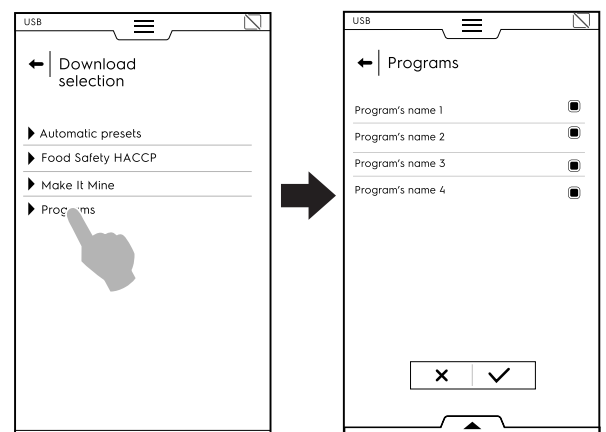 USB
Download
selection
Automatic presets
Food Safety HACCP
Make It Mine
Programs
USB
Programs
Program's name 1
Program's name 2
Program's name 3
Program's name 4